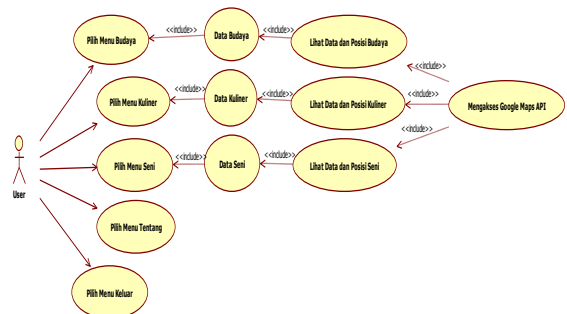 Pilih Menu Budaya
<<include>>
Data Budaya
<<include>>
Lihat Data dan Posisi Budaya
<<include>>
Pilih Menu Kuliner
<<include>>
Data Kuliner
<<include>>
Lihat Data dan Posisi Kuliner
<<include>>
Mengakses Google Maps API
<<include>>
Pilih Menu Seni
<<include>>
Data Seni
<<include>>
Lihat Data dan Posisi Seni
User
Pilih Menu Tentang
Pilih Menu Keluar